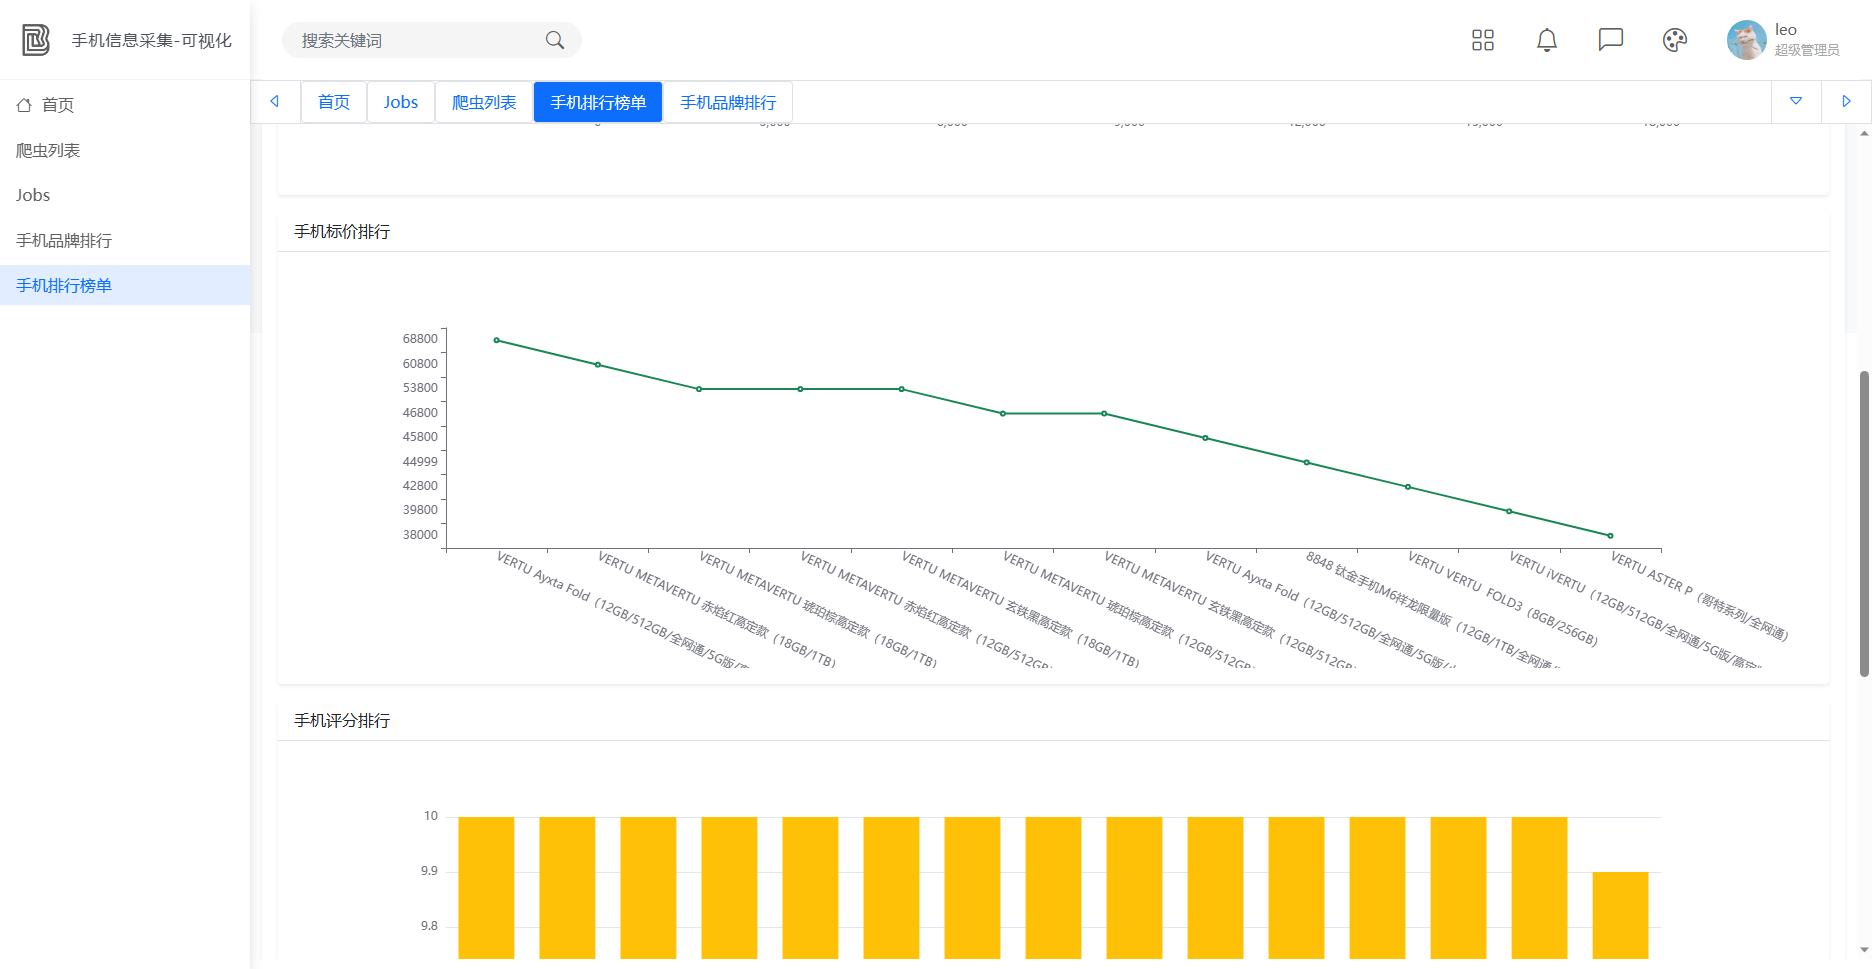 手机信息采集-可视化
搜索关键词
leo
超级管理员
首页
爬虫列表
Jobs
手机品牌排行
手机排行榜单
首页
Jobs
爬虫列表
手机排行榜单
手机品牌排行
手机标价排行
68800
60800
53800
46800
45800
44999
42800
39800
38000
VERTU Ayxta Fold（12GB/512GB/全网通/5G版/
VERTU METAVERTU 赤焰红高定款（18GB/1TB）
VERTU METAVERTU 琥珀棕高定款（18GB/1TB）
VERTU METAVERTU 赤焰红高定款（12GB/512GB）
VERTU METAVERTU 玄铁黑高定款（18GB/1TB）
VERTU METAVERTU 琥珀棕高定款（12GB/512GB）
VERTU METAVERTU 玄铁黑高定款（12GB/512GB）
VERTU Ayxta Fold（12GB/512GB/全网通/5G版/
8848 钛金手机M6祥龙限量版（12GB/1TB/全网通/
VERTU VERTU FOLD3（8GB/256GB）
VERTU iVERTU（12GB/512GB/全网通/5G版/高定
VERTU ASTER P（哥特系列/全网通）
手机评分排行
10
9.9
9.8